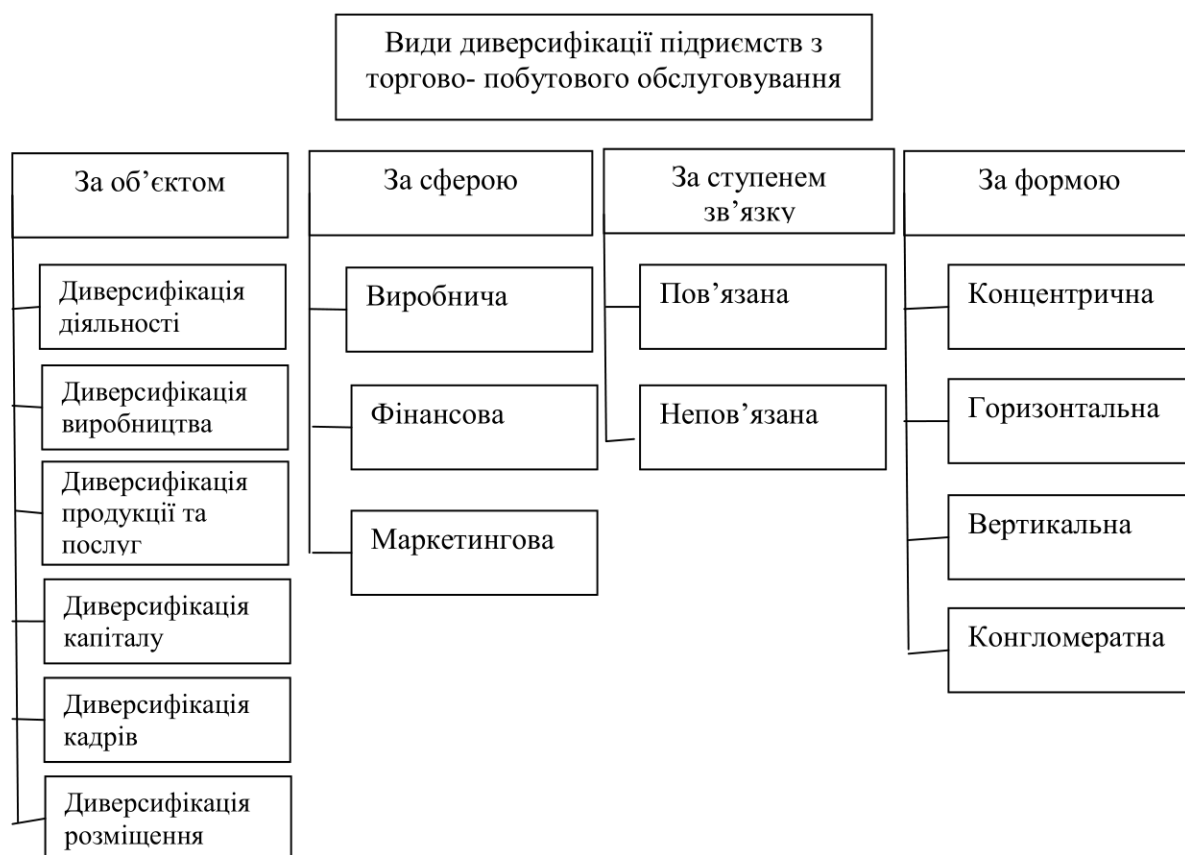 Види диверсифікації підриємств з
торгово- побутового обслуговування
За об’єктом
Диверсифікація
діяльності
Диверсифікація
виробництва
Диверсифікація
продукції та
послуг
Диверсифікація
капіталу
Диверсифікація
кадрів
Диверсифікація
розміщення
За сферою
Виробнича
Фінансова
Маркетингова
За ступенем
зв’язку
Пов’язана
Непов’язана
За формою
Концентрична
Горизонтальна
Вертикальна
Конгломератна